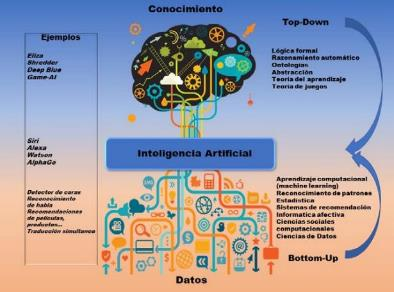 Conocimiento
Top-Down
Ejemplos
Eliza
Shredder
Deep Blue
Game-AI
Lógica formal
Razonamiento automático
Ontologías
Abstracción
Teoría del aprendizaje
Teoría de juegos
Siri
Alexa
Watson
AlphaGo
Inteligencia Artificial
Detector de caras
Reconocimiento
de habla
Recomendaciones
de películas,
productos...
Traducción simultanea
Aprendizaje computacional
(machine learning)
Reconocimiento de patrones
Estadística
Sistemas de recomendación
Informatica afectiva
Ciencias sociales
computacionales
Ciencias de Datos
Bottom-Up
Datos